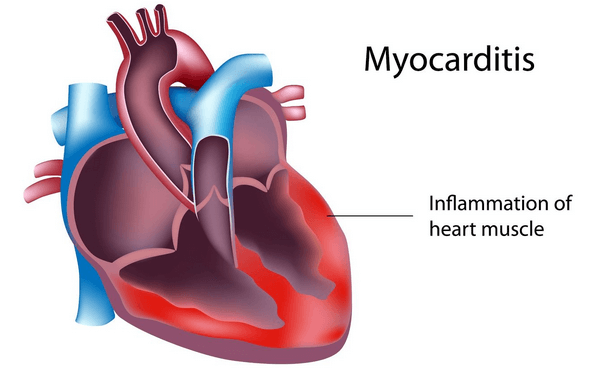 Myocarditis
Inflammation of
heart muscle